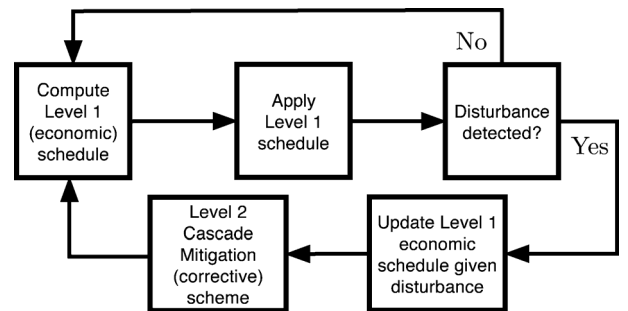 No
Compute
Level 1
(economic)
schedule
Apply
Level 1
schedule
Disturbance
detected?
Yes
Level 2
Cascade
Mitigation
(corrective)
scheme
Update Level 1
economic
schedule given
disturbance